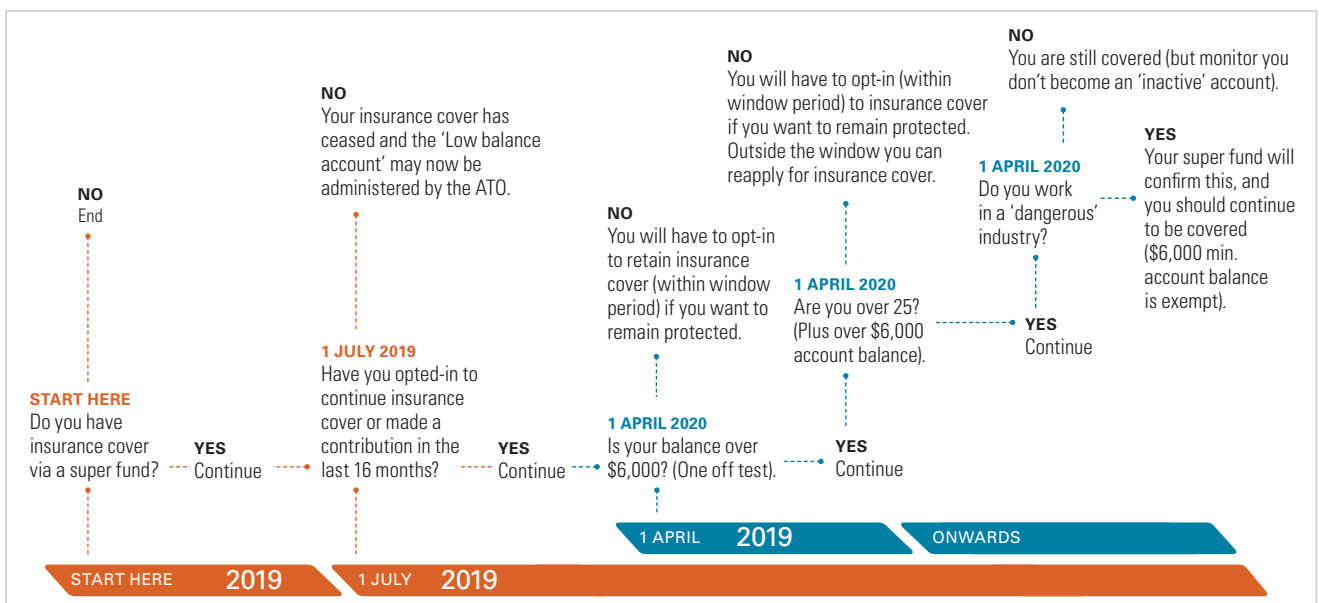 START HERE
Do you have
insurance cover
via a super fund?
NO
End
YES
Continue
1 JULY 2019
Have you opted-in to
continue insurance
cover or made a
contribution in the
last 16 months?
NO
Your insurance cover has
ceased and the ‘Low balance
account’ may now be
administered by the ATO.
YES
Continue
1 APRIL 2020
Is your balance over
$6,000? (One off test).
NO
You will have to opt-in
to retain insurance
cover (within window
period) if you want to
remain protected.
YES
Continue
1 APRIL 2020
Are you over 25?
(Plus over $6,000
account balance).
NO
You will have to opt-in (within
window period) to insurance cover
if you want to remain protected.
Outside the window you can
reapply for insurance cover.
YES
Continue
1 APRIL 2020
Do you work
in a ‘dangerous’
industry?
NO
You are still covered (but monitor you
don’t become an ‘inactive’ account).
YES
Your super fund will
confirm this, and
you should continue
to be covered
($6,000 min.
account balance
is exempt).
1 APRIL 2019
ONWARDS
START HERE 2019
1 JULY 2019